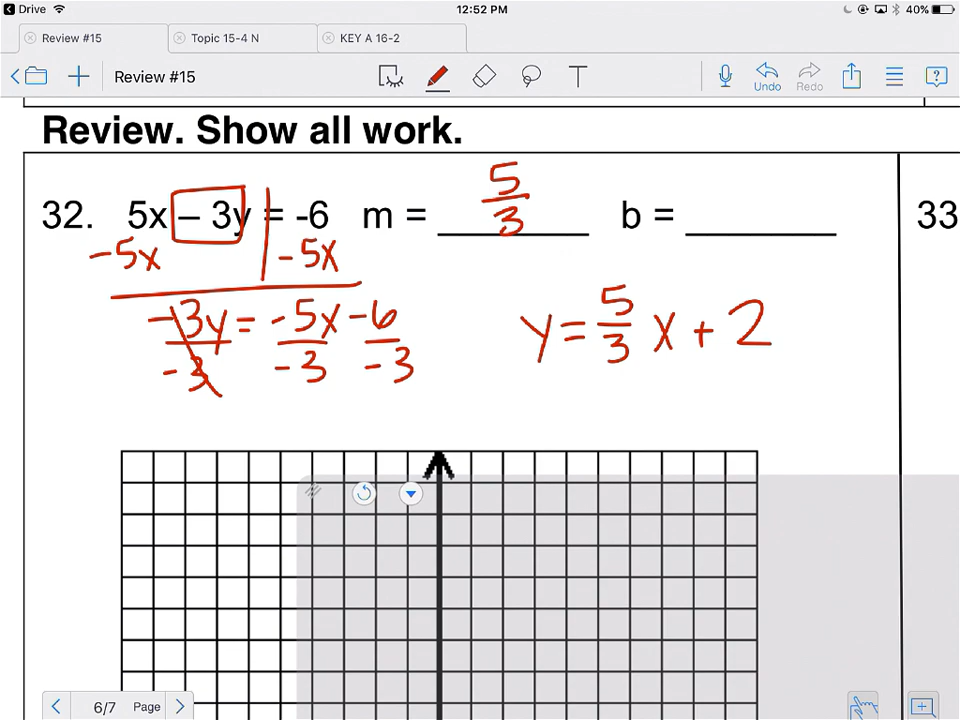 Drive 12:52 PM 40%
Review #15 Topic 15-4 N KEY A 16-2
Review #15 T Undo Redo ?
Review. Show all work.
32. 5x – 3y = -6 m = 5/3 b = 33
-5x -5x
-3y = -5x - 6
-3 -3 -3
y = 5/3 x + 2
6/7 Page